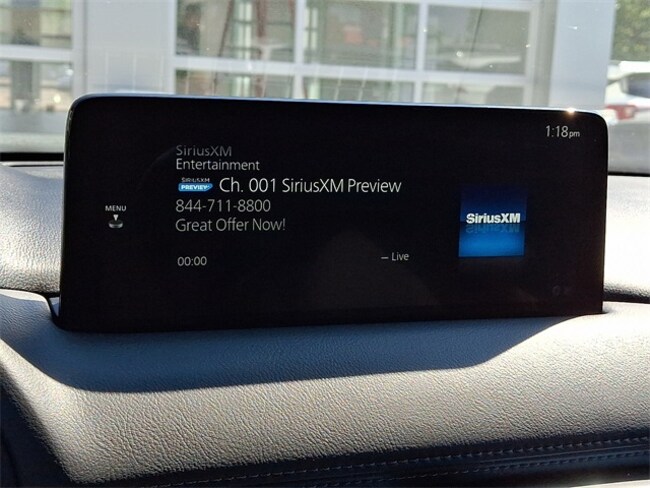 1:18pm
SiriusXM
Entertainment
SIRIUSXM PREVIEW Ch. 001 SiriusXM Preview
844-711-8800
Great Offer Now!
MENU
SiriusXM
00:00
– Live